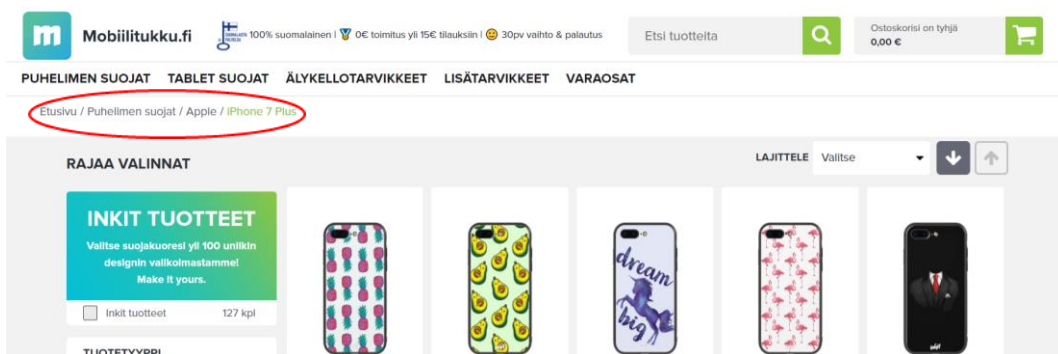 m
Mobiilitukku.fi
100% suomalainen I 0€ toimitus yli 15€ tilauksiin I 30pv vaihto & palautus
Etsi tuotteita
Ostoskorisi on tyhjä
0,00 €
PUHELIMEN SUOJAT TABLET SUOJAT ÄLYKELLOTARVIKKEET LISÄTARVIKKEET VARAOSAT
Etusivu / Puhelimen suojat / Apple / iPhone 7 Plus
RAJAA VALINNAT
LAJITTELE Valitse
INKIT TUOTTEET
Valitse suojakuoresi yli 100 uniikin
designin valikoimastamme!
Make it yours.
Inkit tuotteet 127 kpl
TUOTETYYPPI
dream
big